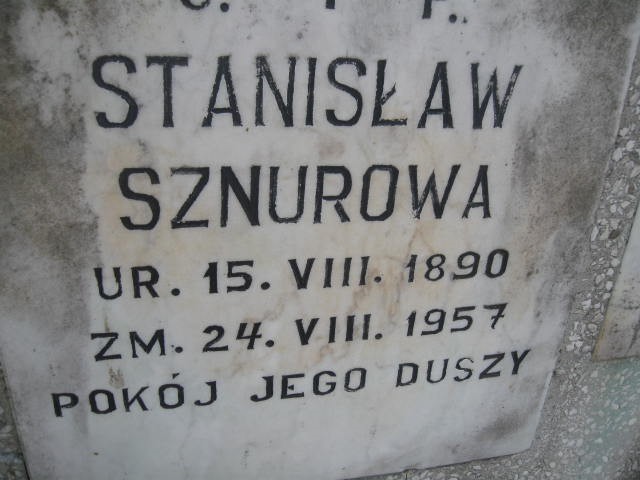 Ś. † P.
STANISŁAW
SZNUROWA
UR. 15. VIII. 1890
ZM. 24. VIII. 1957
POKÓJ JEGO DUSZY